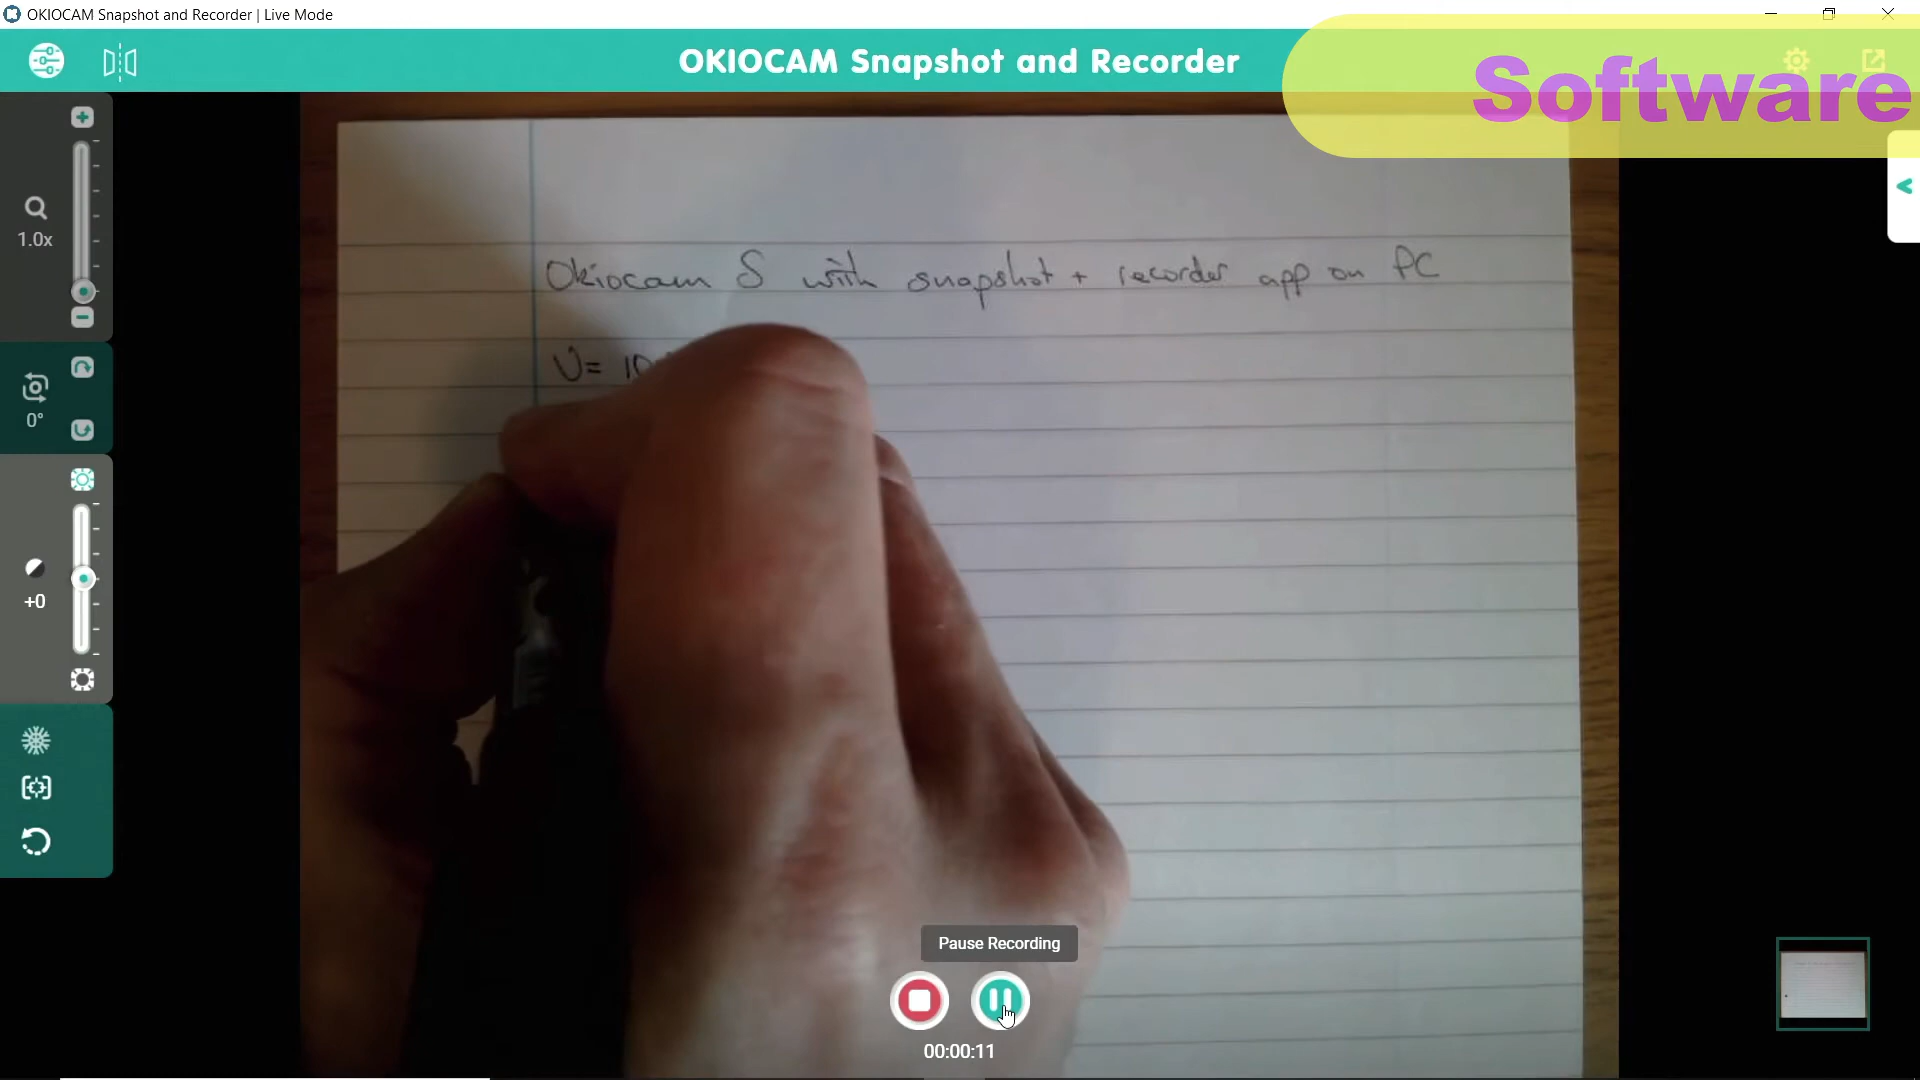 OKIOCAM Snapshot and Recorder | Live Mode
OKIOCAM Snapshot and Recorder
Software
1.0x
0°
+0
Okiocam S with snapshot + recorder app on PC
U= 10
Pause Recording
00:00:11